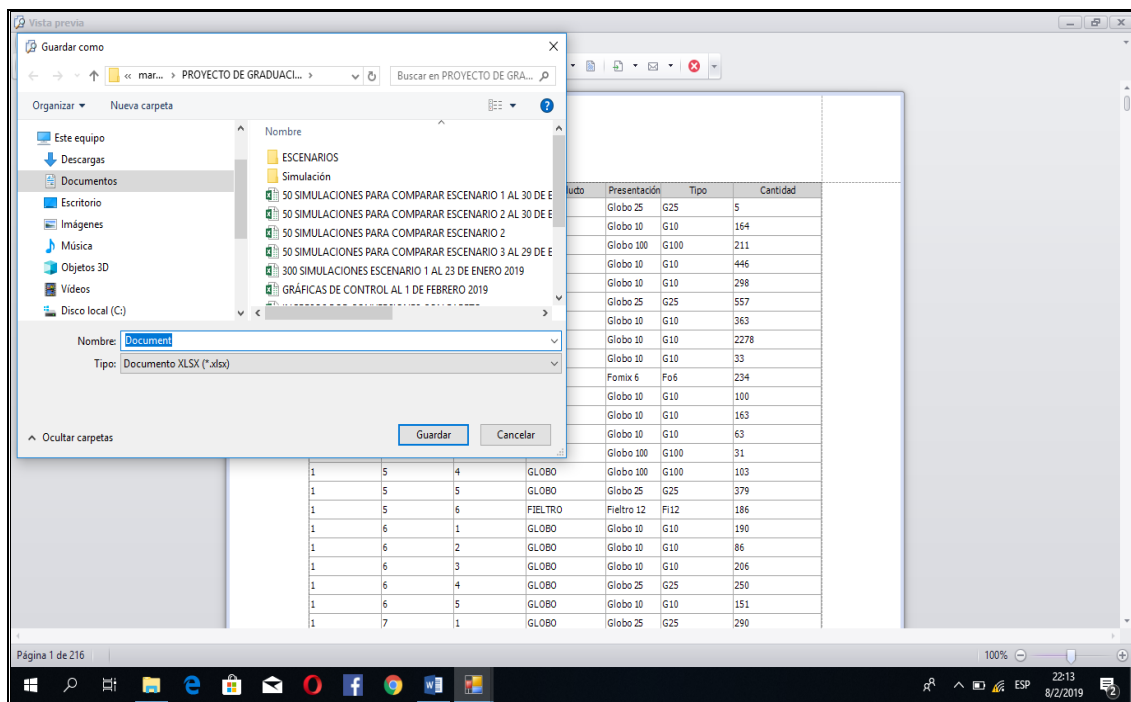 Vista previa
Guardar como
« mar... > PROYECTO DE GRADUACI... >
Buscar en PROYECTO DE GRA...
Organizar
Nueva carpeta
Este equipo
Descargas
Documentos
Escritorio
Imágenes
Música
Objetos 3D
Vídeos
Disco local (C:)
Nombre
ESCENARIOS
Simulación
50 SIMULACIONES PARA COMPARAR ESCENARIO 1 AL 30 DE E
50 SIMULACIONES PARA COMPARAR ESCENARIO 2 AL 30 DE E
50 SIMULACIONES PARA COMPARAR ESCENARIO 2
50 SIMULACIONES PARA COMPARAR ESCENARIO 3 AL 29 DE E
300 SIMULACIONES ESCENARIO 1 AL 23 DE ENERO 2019
GRÁFICAS DE CONTROL AL 1 DE FEBRERO 2019
Nombre: Document
Tipo: Documento XLSX (*.xlsx)
Ocultar carpetas
Guardar
Cancelar
Presentación Tipo Cantidad
Globo 25 G25 5
Globo 10 G10 164
Globo 100 G100 211
Globo 10 G10 446
Globo 10 G10 298
Globo 25 G25 557
Globo 10 G10 363
Globo 10 G10 2278
Globo 10 G10 33
Fomix 6 Fo6 234
Globo 10 G10 100
Globo 10 G10 163
Globo 10 G10 63
Globo 100 G100 31
1 5 4 GLOBO Globo 100 G100 103
1 5 5 GLOBO Globo 25 G25 379
1 5 6 FIELTRO Fieltro 12 Fi12 186
1 6 1 GLOBO Globo 10 G10 190
1 6 2 GLOBO Globo 10 G10 86
1 6 3 GLOBO Globo 10 G10 206
1 6 4 GLOBO Globo 25 G25 250
1 6 5 GLOBO Globo 10 G10 151
1 7 1 GLOBO Globo 25 G25 290
Página 1 de 216
100%
ESP
22:13
8/2/2019